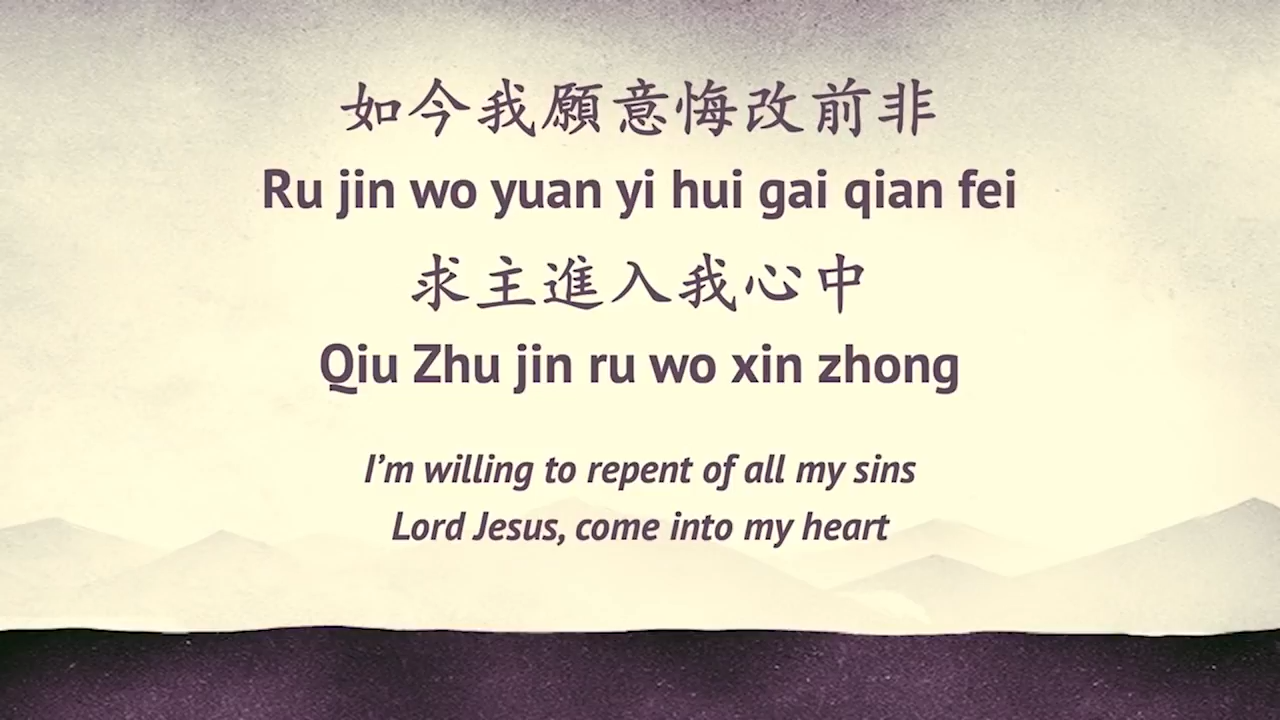 如今我願意悔改前非
Ru jin wo yuan yi hui gai qian fei
求主進入我心中
Qiu Zhu jin ru wo xin zhong
I’m willing to repent of all my sins
Lord Jesus, come into my heart